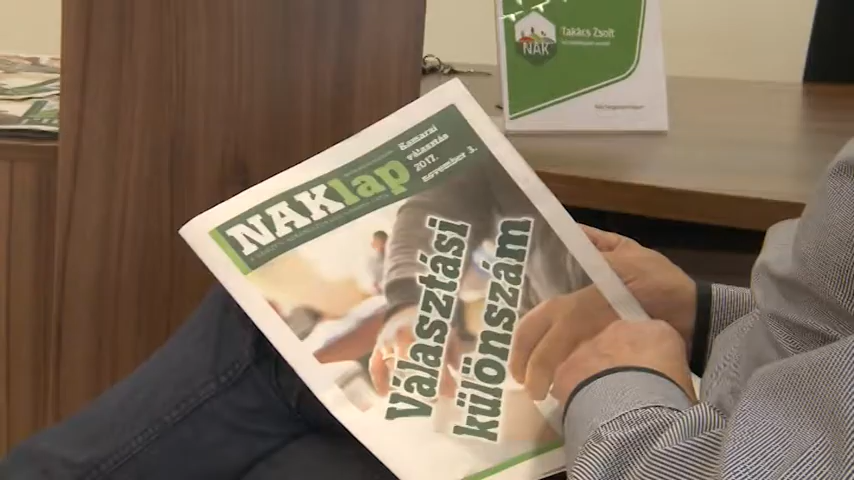 NAK
Takács Zsolt
NAKlap
Kamarai
választás
2017.
november 3.
Választási
különszám